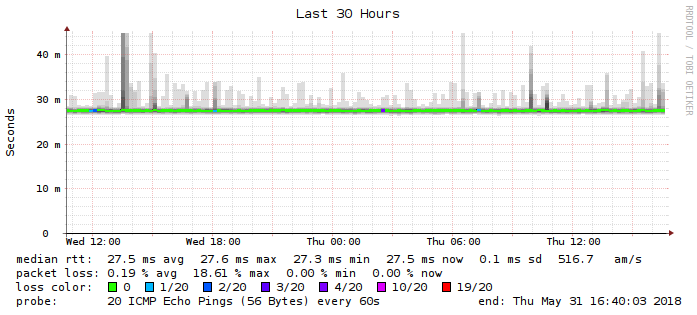 Last 30 Hours
RRDTOOL / TOBI OETIKER
Seconds
40 m
30 m
20 m
10 m
0
Wed 12:00 Wed 18:00 Thu 00:00 Thu 06:00 Thu 12:00
median rtt: 27.5 ms avg 27.6 ms max 27.3 ms min 27.5 ms now 0.1 ms sd 516.7 am/s
packet loss: 0.19 % avg 18.61 % max 0.00 % min 0.00 % now
loss color: 0 1/20 2/20 3/20 4/20 10/20 19/20
probe: 20 ICMP Echo Pings (56 Bytes) every 60s end: Thu May 31 16:40:03 2018